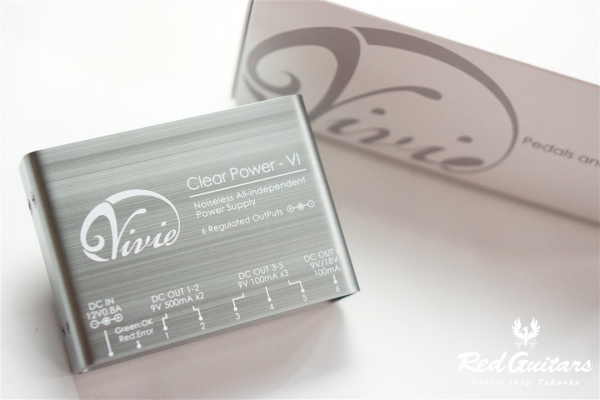 Vivie
Clear Power - VI
Noiseless All-independent
Power Supply
6 Regulated OutPuts
DC IN
12V0.8A
Green:OK
Red:Error
DC OUT 1-2
9V 500mA x2
DC OUT 3-5
9V 100mA x3
DC OUT
9V/18V
100mA
1 2 3 4 5 6
Vivie
Pedals an
Red Guitars
Guitar shop. Fukuoka